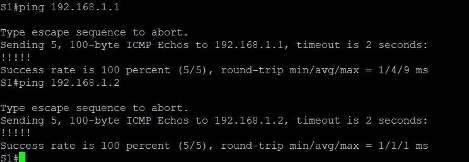 S1#ping 192.168.1.1
Type escape sequence to abort.
Sending 5, 100-byte ICMP Echos to 192.168.1.1, timeout is 2 seconds:
!!!!!
Success rate is 100 percent (5/5), round-trip min/avg/max = 1/4/9 ms
S1#ping 192.168.1.2
Type escape sequence to abort.
Sending 5, 100-byte ICMP Echos to 192.168.1.2, timeout is 2 seconds:
!!!!!
Success rate is 100 percent (5/5), round-trip min/avg/max = 1/1/1 ms
S1#